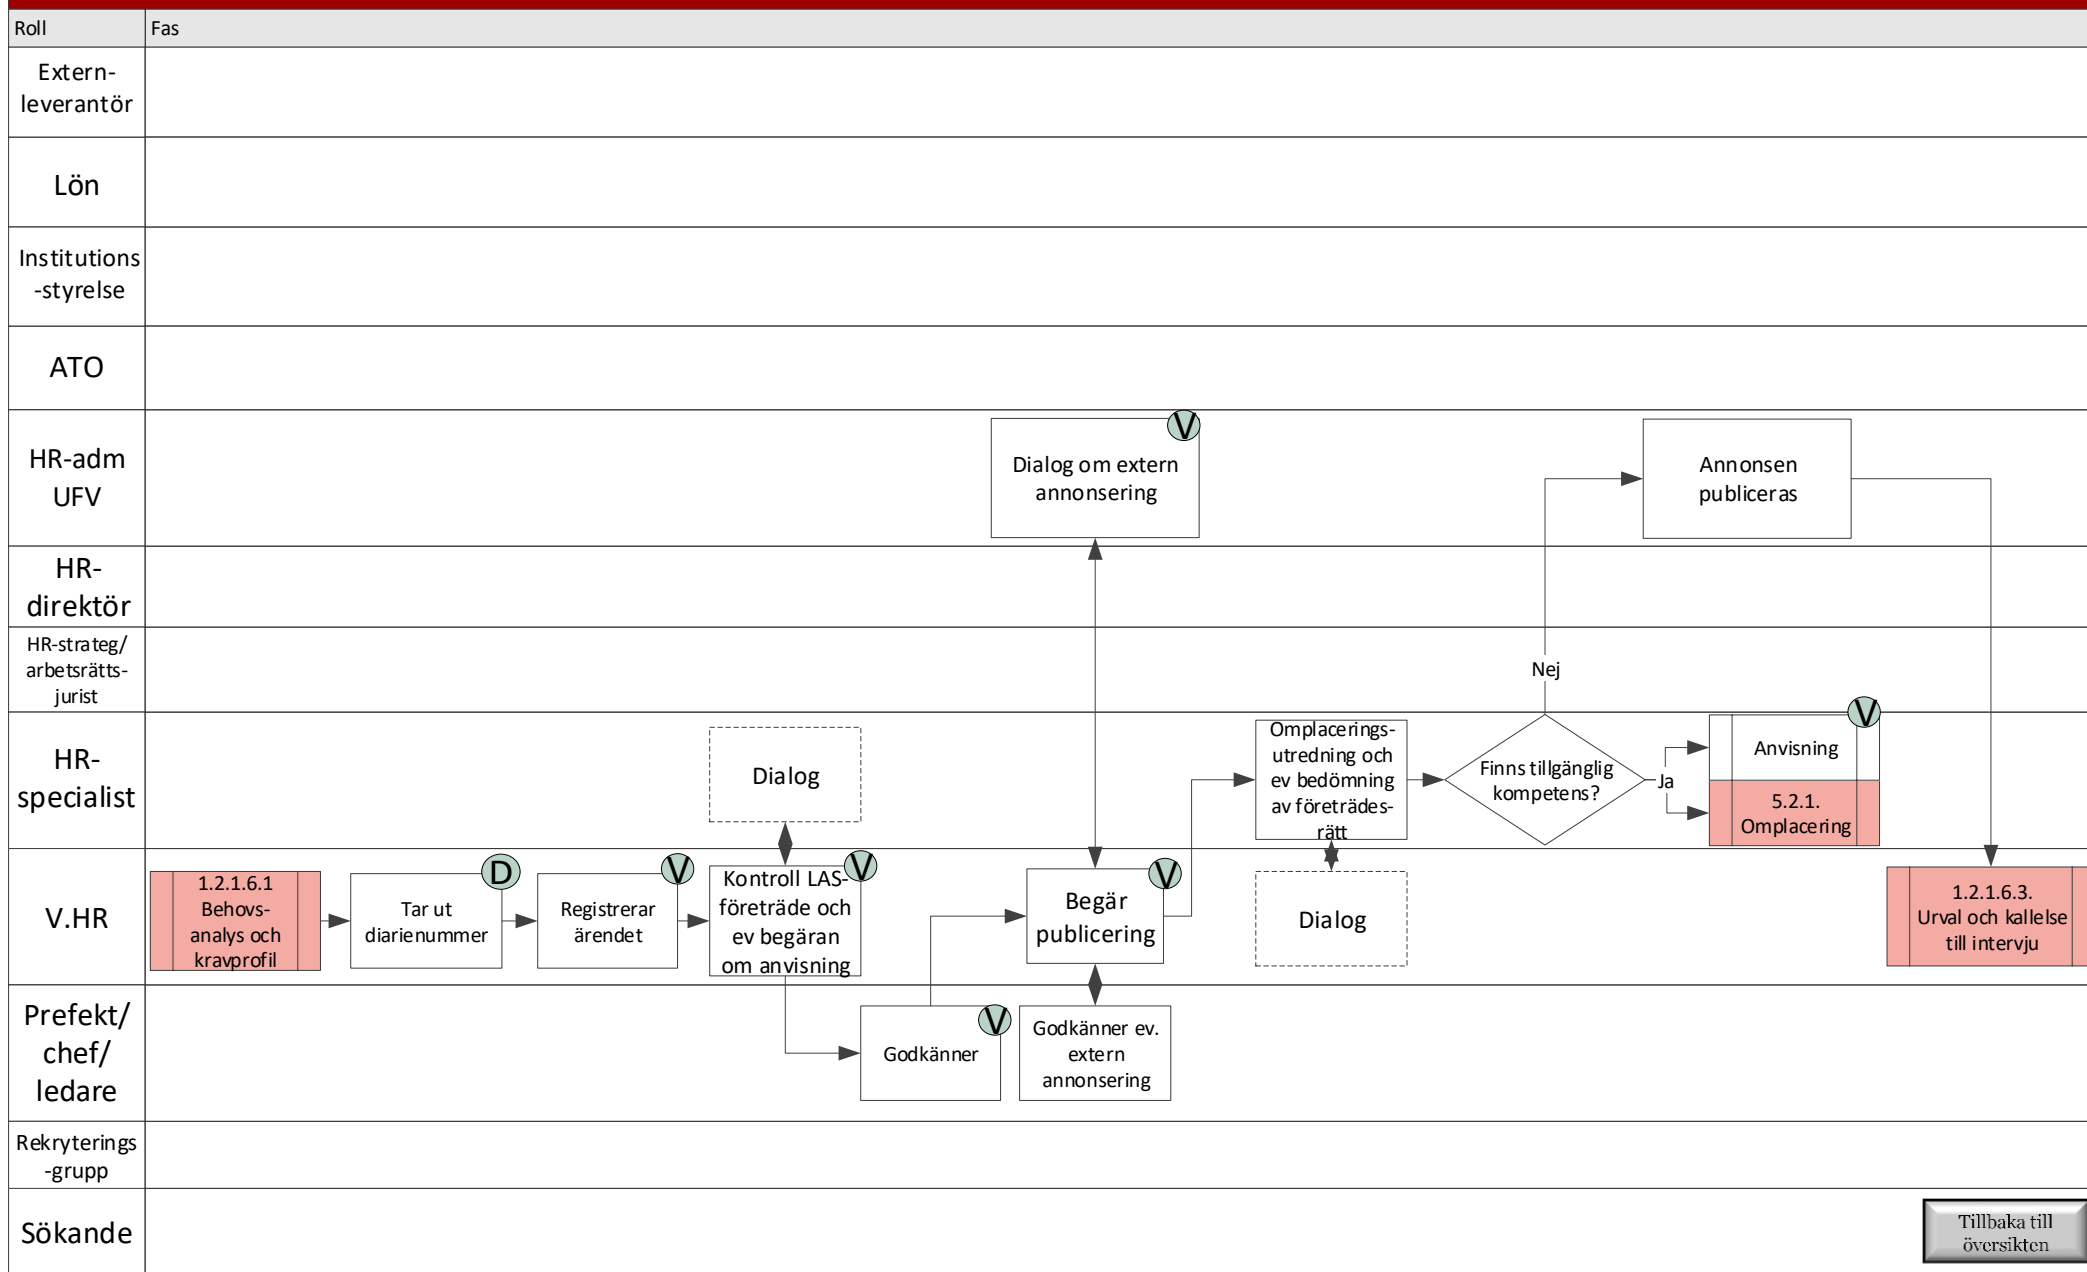 Roll
Fas
Extern-
leverantör
Lön
Institutions
-styrelse
ATO
HR-adm
UFV
V
Dialog om extern
annonsering
Annonsen
publiceras
HR-
direktör
HR-strateg/
arbetsrätts-
jurist
Nej
HR-
specialist
Dialog
Omplacerings-
utredning och
ev bedömning
av företrädes-
rätt
Finns tillgänglig
kompetens?
Ja
V
Anvisning
5.2.1.
Omplacering
V.HR
1.2.1.6.1
Behovs-
analys och
kravprofil
D
Tar ut
diarienummer
V
Registrerar
ärendet
V
Kontroll LAS-
företräde och
ev begäran
om anvisning
V
Begär
publicering
Dialog
1.2.1.6.3.
Urval och kallelse
till intervju
Prefekt/
chef/
ledare
V
Godkänner
Godkänner ev.
extern
annonsering
Rekryterings
-grupp
Sökande
Tillbaka till
översikten